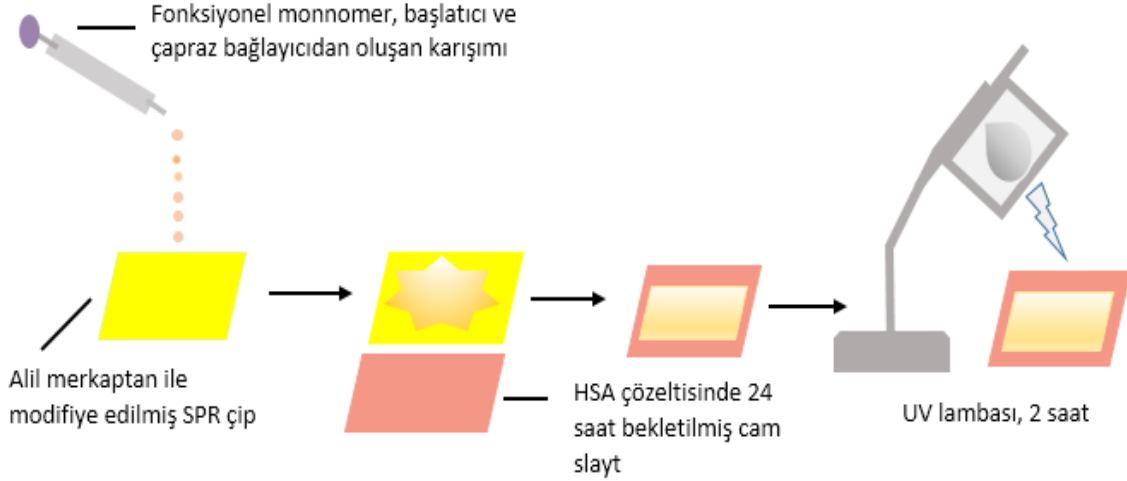 Fonksiyonel monnomer, başlatıcı ve
çapraz bağlayıcıdan oluşan karışımı
Alil merkaptan ile
modifiye edilmiş SPR çip
HSA çözeltisinde 24
saat bekletilmiş cam
slayt
UV lambası, 2 saat